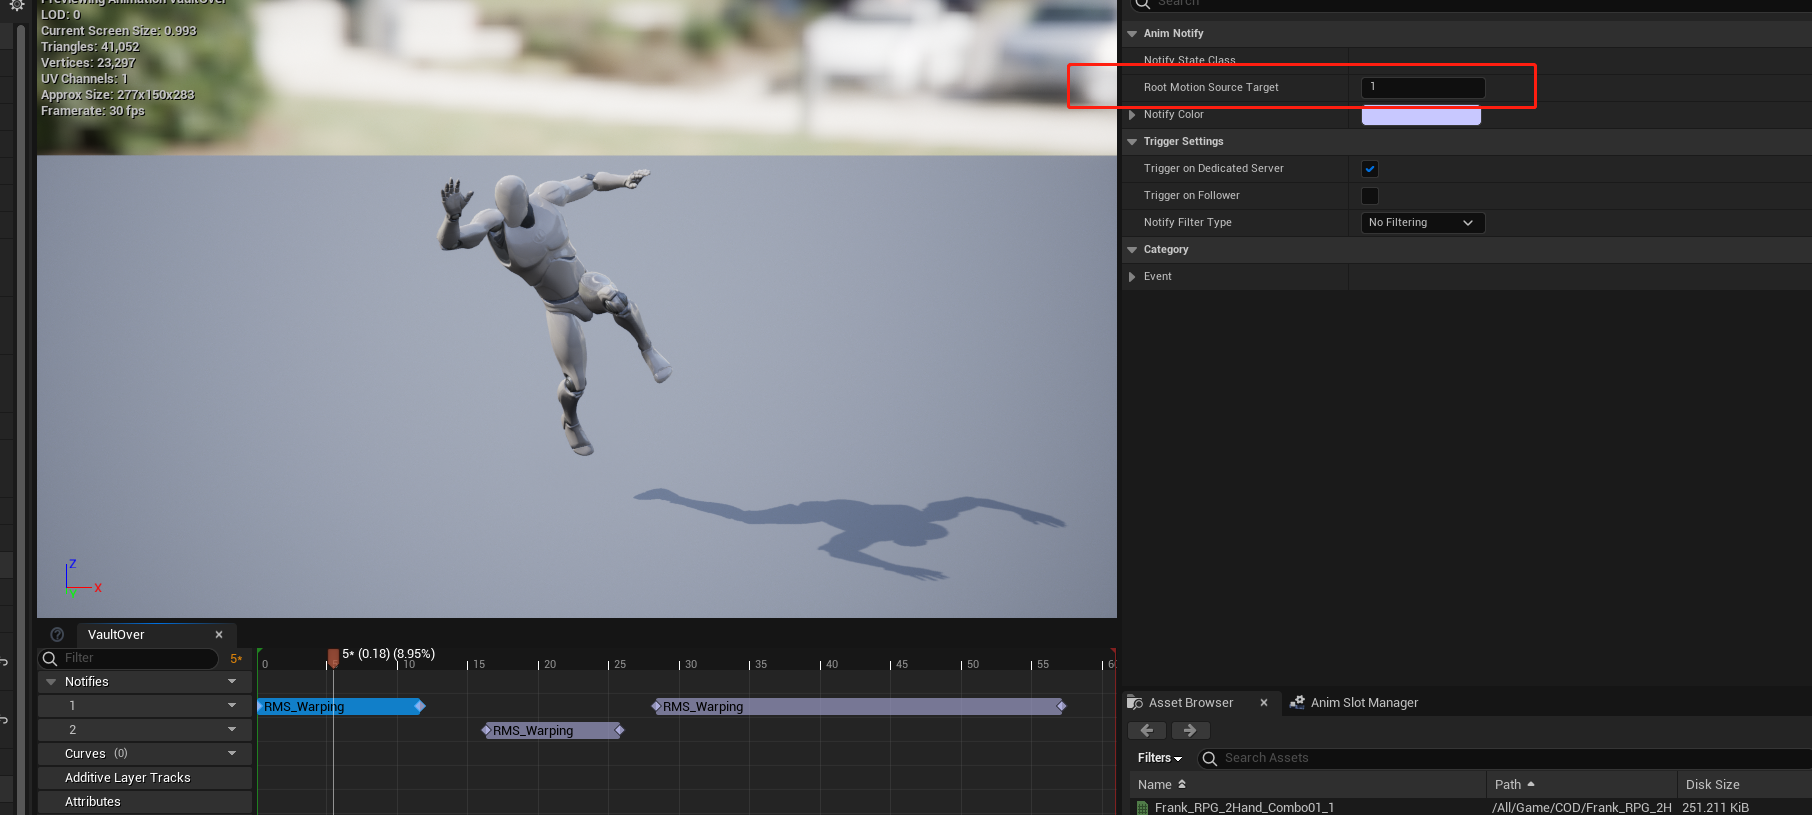 Previewing Animation VaultOver
LOD: 0
Current Screen Size: 0.993
Triangles: 41,052
Vertices: 23,297
UV Channels: 1
Approx Size: 277x150x283
Framerate: 30 fps
Z
X
Y
Search
Anim Notify
Notify State Class
Root Motion Source Target
1
Notify Color
Trigger Settings
Trigger on Dedicated Server
Trigger on Follower
Notify Filter Type
No Filtering
Category
Event
VaultOver
Filter
5*
5* (0.18) (8.95%)
0
10
15
20
25
30
35
40
45
50
55
Notifies
1
RMS_Warping
RMS_Warping
2
RMS_Warping
Curves (0)
Additive Layer Tracks
Attributes
Asset Browser
Anim Slot Manager
Filters
Search Assets
Name
Path
Disk Size
Frank_RPG_2Hand_Combo01_1
/All/Game/COD/Frank_RPG_2H
251.211 KiB